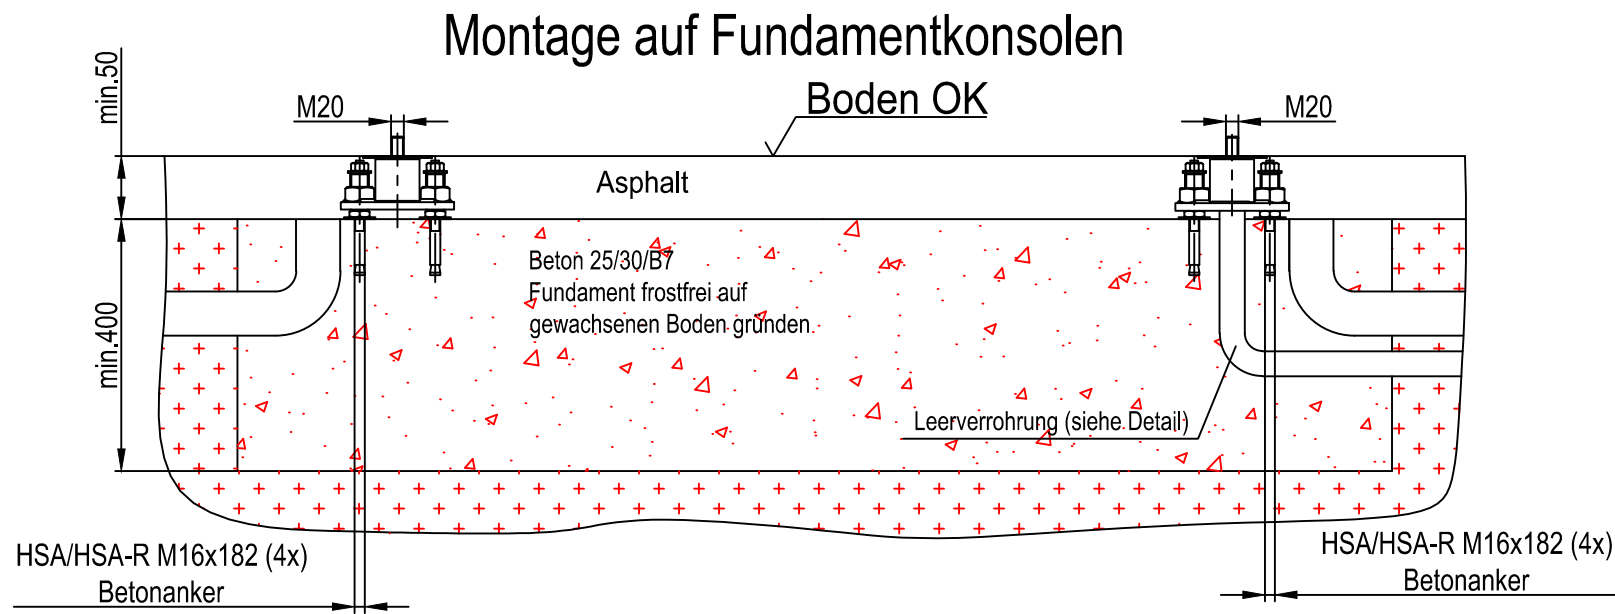 Montage auf Fundamentkonsolen
min.50
M20
Boden OK
M20
Asphalt
Beton 25/30/B7
Fundament frostfrei auf
gewachsenen Boden gründen
min.400
Leerverrohrung (siehe Detail)
HSA/HSA-R M16x182 (4x)
Betonanker
HSA/HSA-R M16x182 (4x)
Betonanker